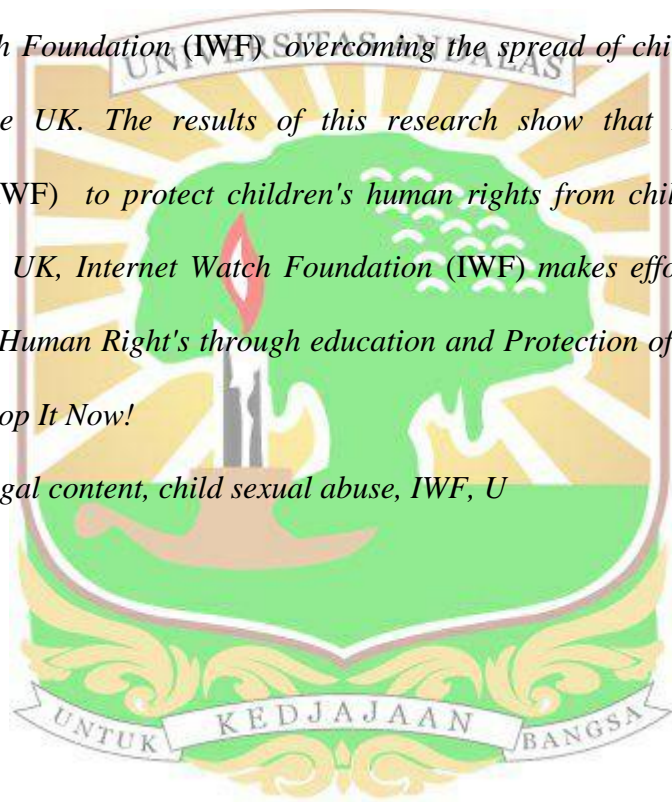 UNIVERSITAS ANDALAS
h Foundation (IWF) overcoming the spread of chi
e UK. The results of this research show that
WF) to protect children's human rights from chil
UK, Internet Watch Foundation (IWF) makes effo
Human Right's through education and Protection of
op It Now!
gal content, child sexual abuse, IWF, U
UNTUK KEDJAJAAN BANGSA